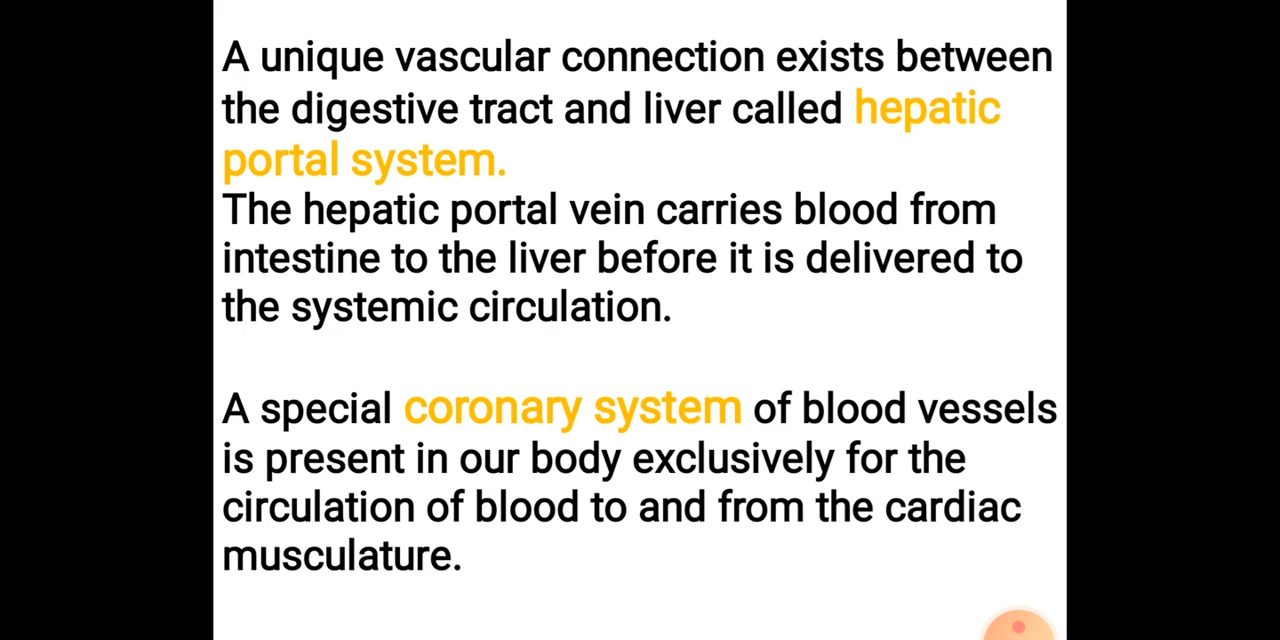 A unique vascular connection exists between
the digestive tract and liver called hepatic
portal system.
The hepatic portal vein carries blood from
intestine to the liver before it is delivered to
the systemic circulation.
A special coronary system of blood vessels
is present in our body exclusively for the
circulation of blood to and from the cardiac
musculature.